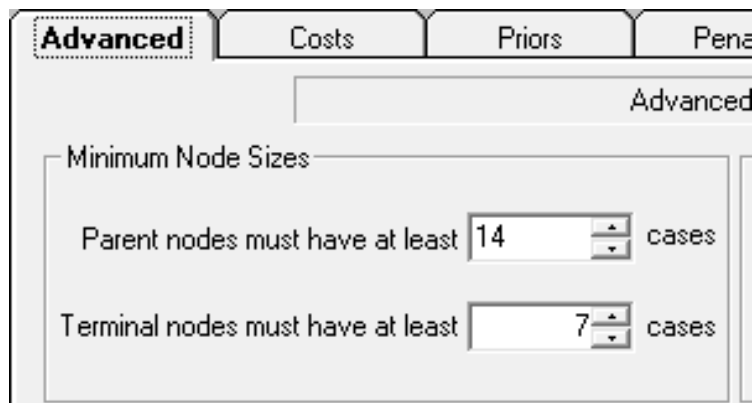 Advanced Costs Priors
Advanced
Minimum Node Sizes
Parent nodes must have at least 14 cases
Terminal nodes must have at least 7 cases